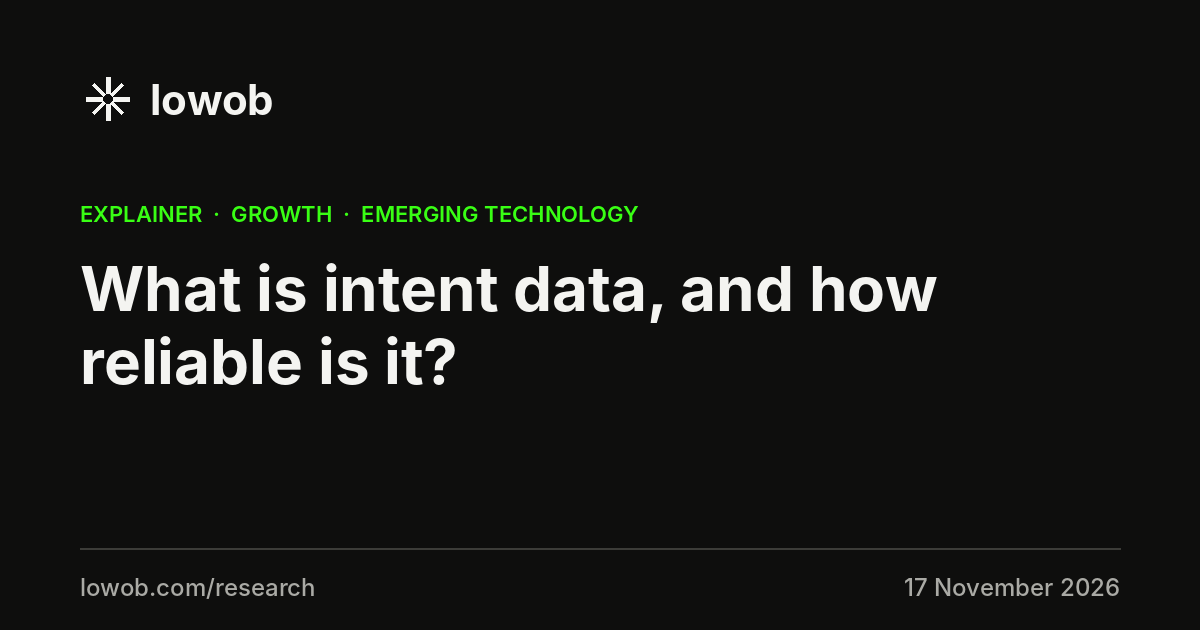 lowob
EXPLAINER · GROWTH · EMERGING TECHNOLOGY
What is intent data, and how
reliable is it?
lowob.com/research
17 November 2026